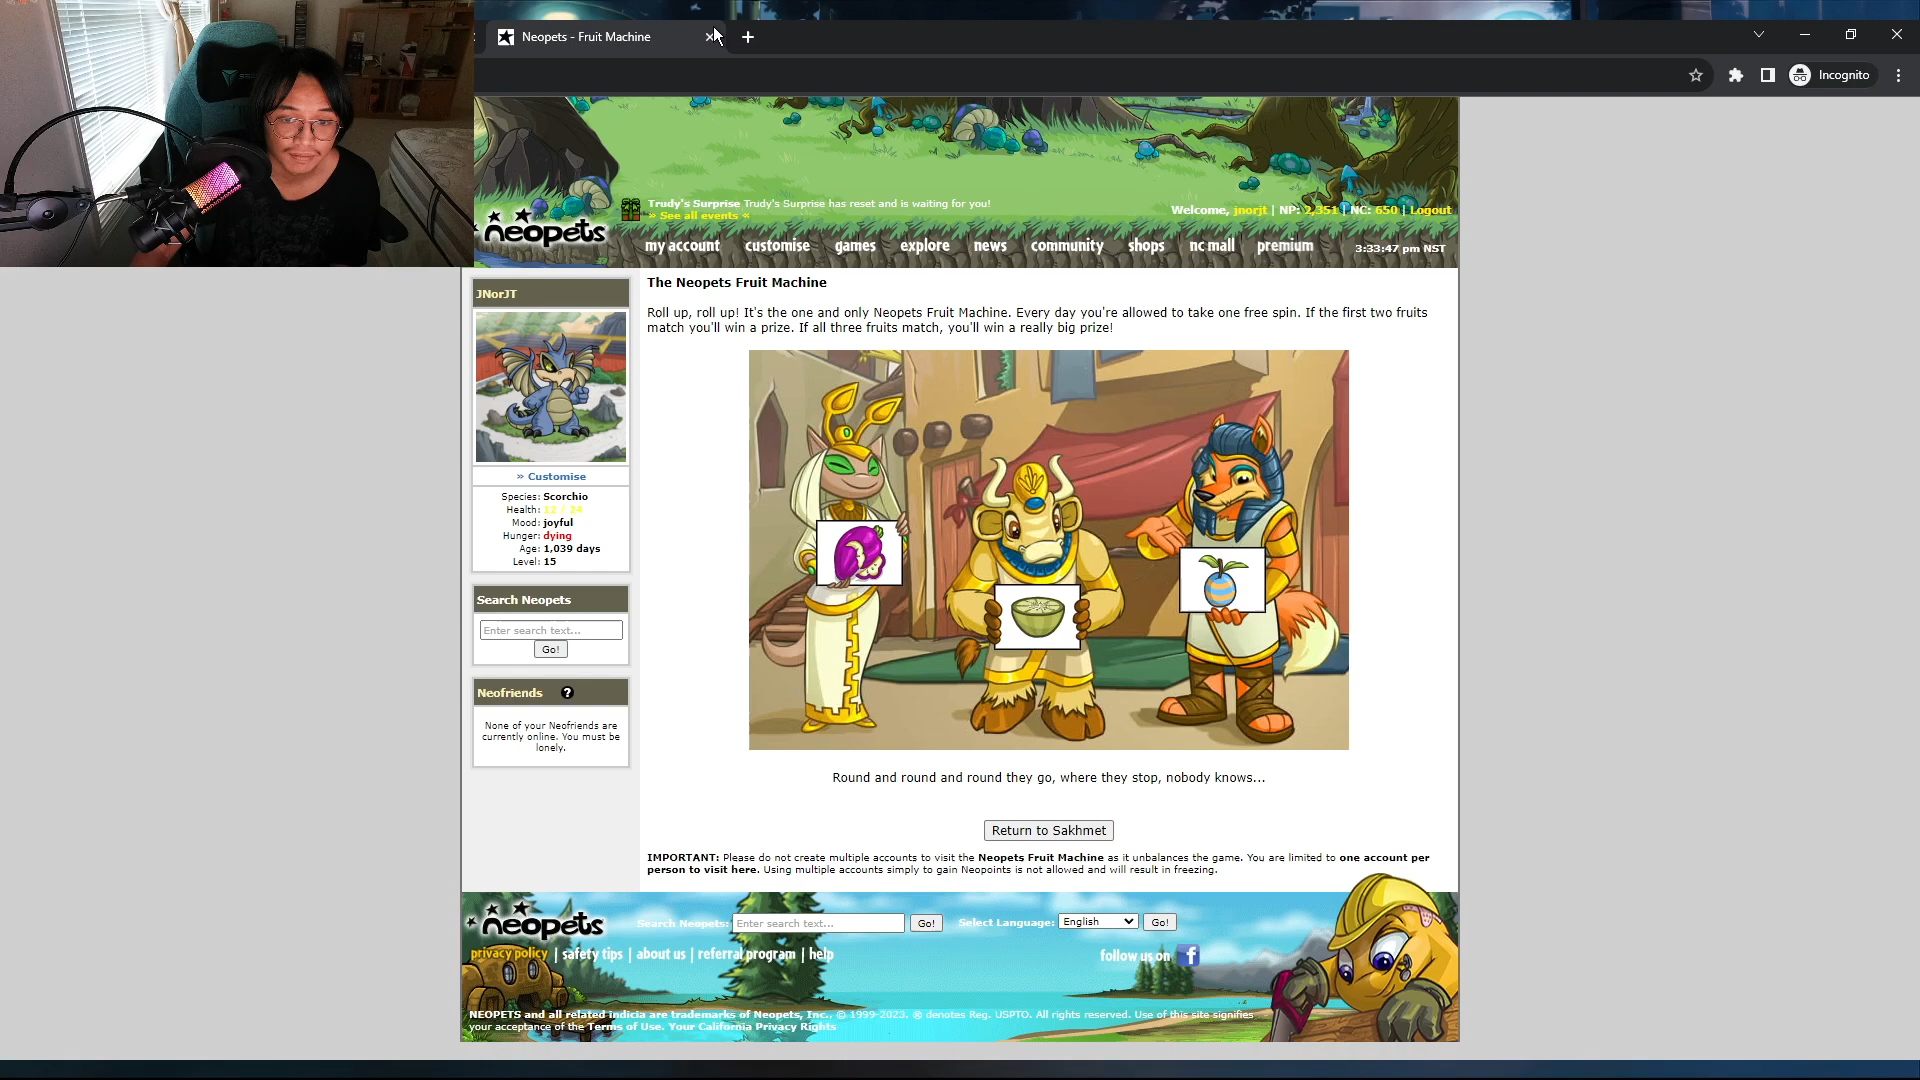 Neopets - Fruit Machine
Incognito
Trudy's Surprise Trudy's Surprise has reset and is waiting for you!
» See all events «
Welcome, jnorjt | NP: 2,351 | NC: 650 | Logout
neopets
my account customise games explore news community shops nc mall premium 3:33:47 pm NST
JNorJT
» Customise
Species: Scorchio
Health: 12 / 24
Mood: joyful
Hunger: dying
Age: 1,039 days
Level: 15
Search Neopets
Enter search text...
Go!
Neofriends ?
None of your Neofriends are
currently online. You must be
lonely.
The Neopets Fruit Machine
Roll up, roll up! It's the one and only Neopets Fruit Machine. Every day you're allowed to take one free spin. If the first two fruits
match you'll win a prize. If all three fruits match, you'll win a really big prize!
Round and round and round they go, where they stop, nobody knows...
Return to Sakhmet
IMPORTANT: Please do not create multiple accounts to visit the Neopets Fruit Machine as it unbalances the game. You are limited to one account per
person to visit here. Using multiple accounts simply to gain Neopoints is not allowed and will result in freezing.
neopets
Search Neopets: Enter search text... Go! Select Language: English Go!
privacy policy | safety tips | about us | referral program | help
follow us on f
NEOPETS and all related indicia are trademarks of Neopets, Inc., © 1999-2023. ® denotes Reg. USPTO. All rights reserved. Use of this site signifies
your acceptance of the Terms of Use. Your California Privacy Rights